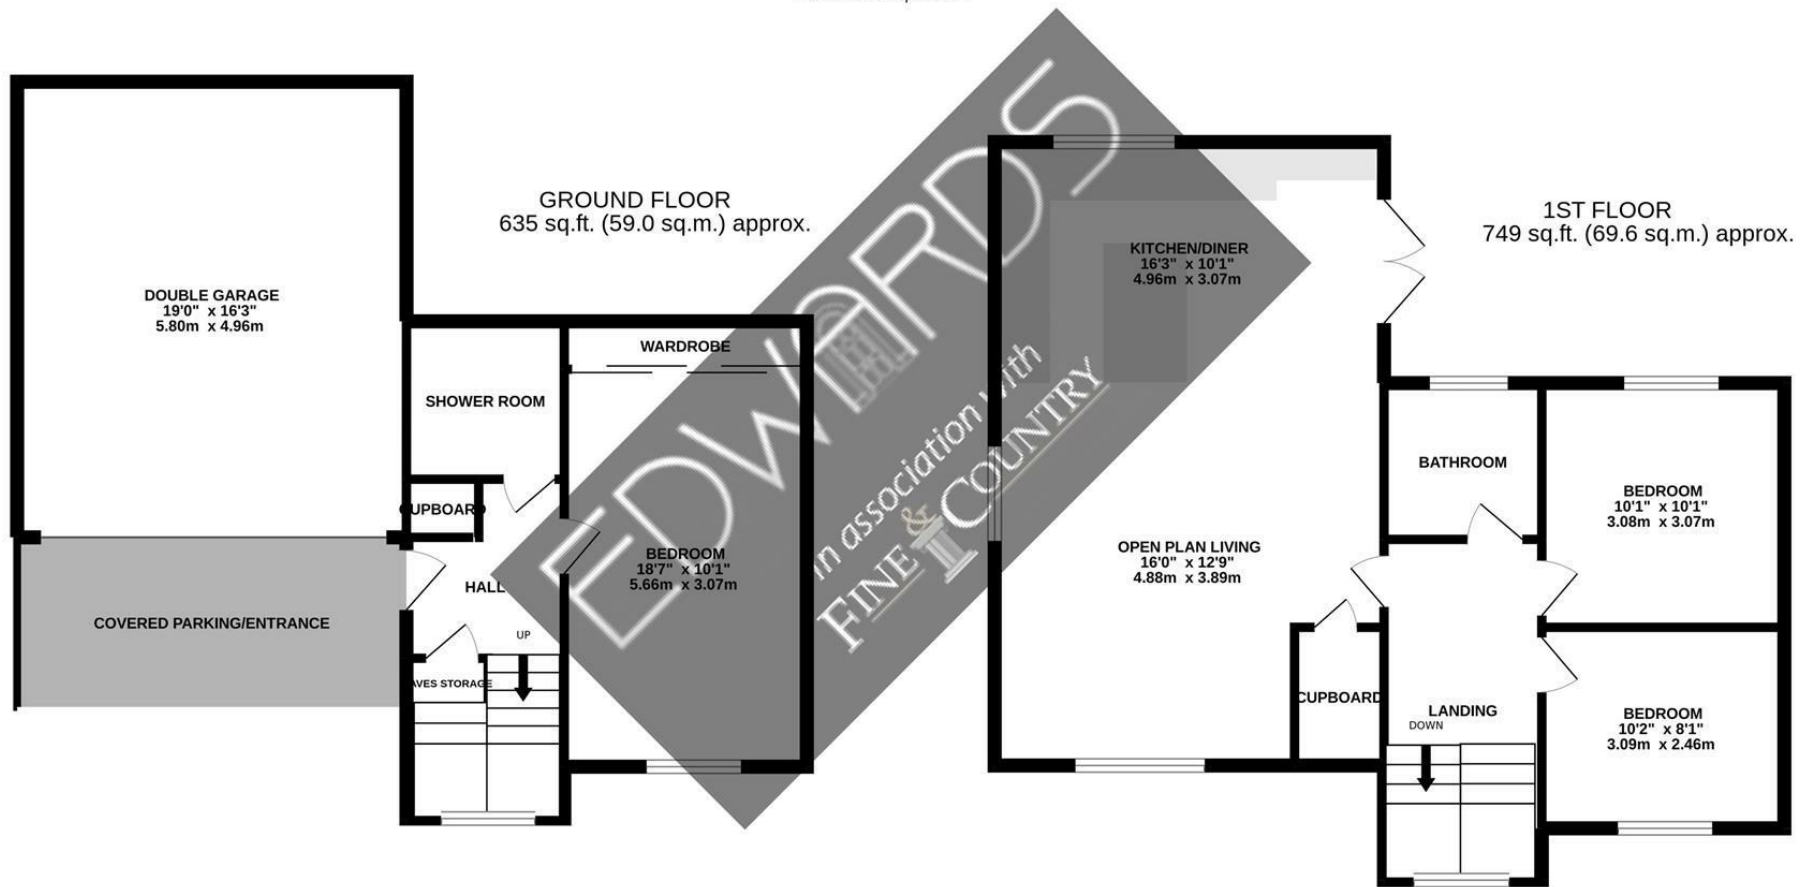 GROUND FLOOR
635 sq.ft. (59.0 sq.m.) approx.
DOUBLE GARAGE
19'0" x 16'3"
5.80m x 4.96m
WARDROBE
SHOWER ROOM
CUPBOARD
BEDROOM
18'7" x 10'1"
5.66m x 3.07m
HALL
COVERED PARKING/ENTRANCE
UP
AVES STORAGE
EDWARDS
in association with
FINE & COUNTRY
1ST FLOOR
749 sq.ft. (69.6 sq.m.) approx.
KITCHEN/DINER
16'3" x 10'1"
4.96m x 3.07m
BATHROOM
BEDROOM
10'1" x 10'1"
3.08m x 3.07m
OPEN PLAN LIVING
16'0" x 12'9"
4.88m x 3.89m
CUPBOARD
LANDING
DOWN
BEDROOM
10'2" x 8'1"
3.09m x 2.46m